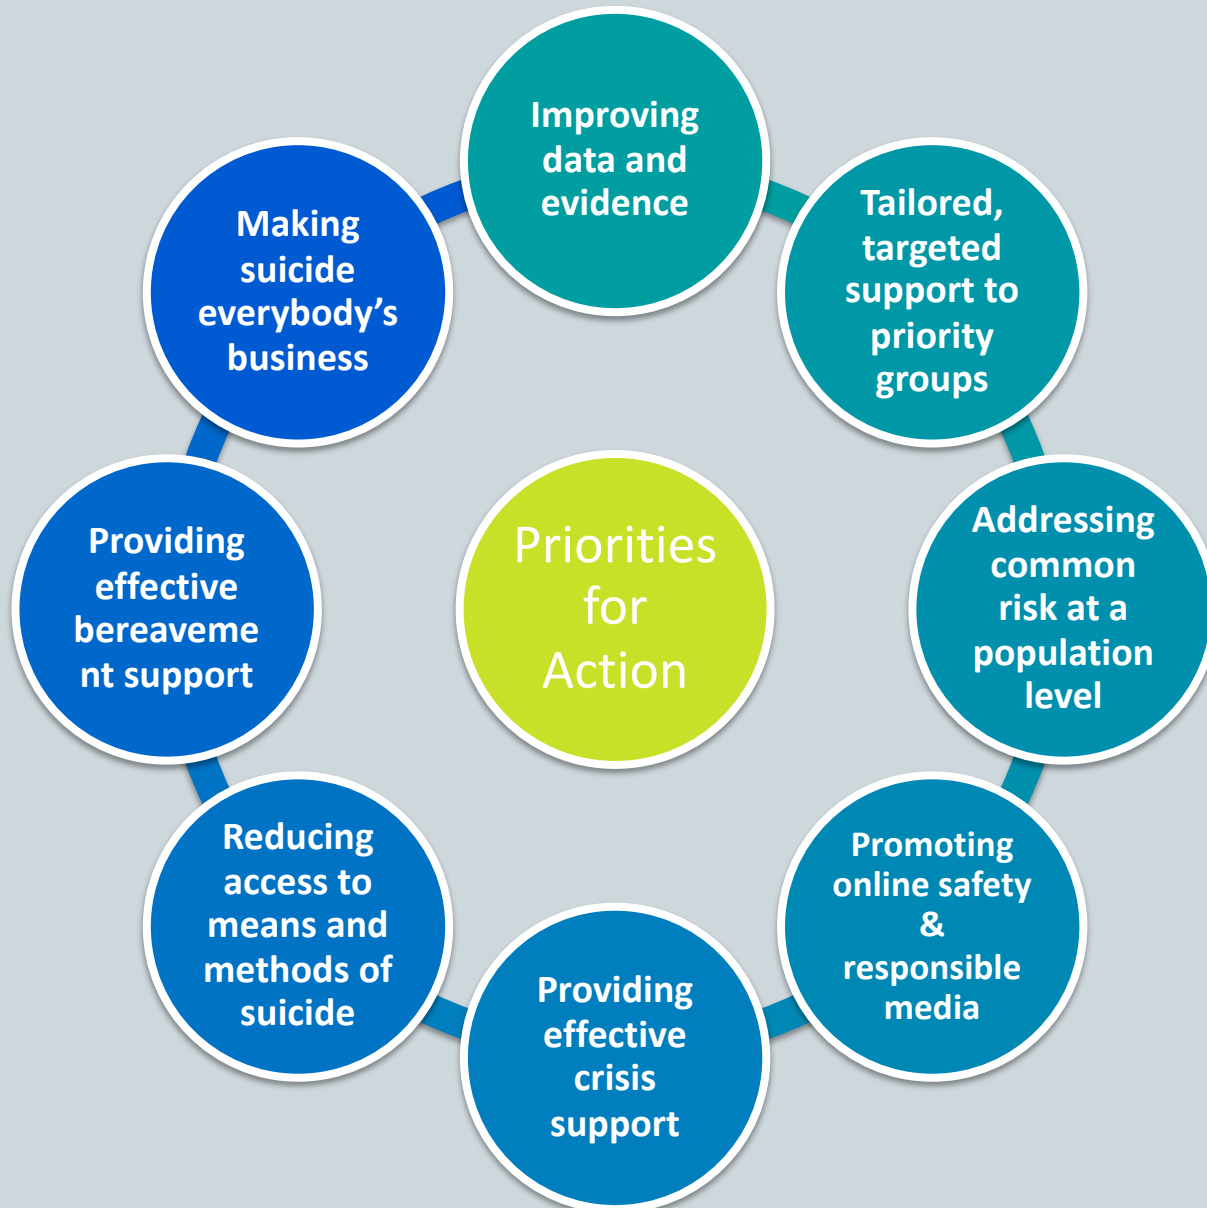 Improving
data and
evidence
Tailored,
targeted
support to
priority
groups
Addressing
common
risk at a
population
level
Promoting
online safety
&
responsible
media
Providing
effective
crisis
support
Reducing
access to
means and
methods of
suicide
Providing
effective
bereaveme
nt support
Making
suicide
everybody’s
business
Priorities
for
Action